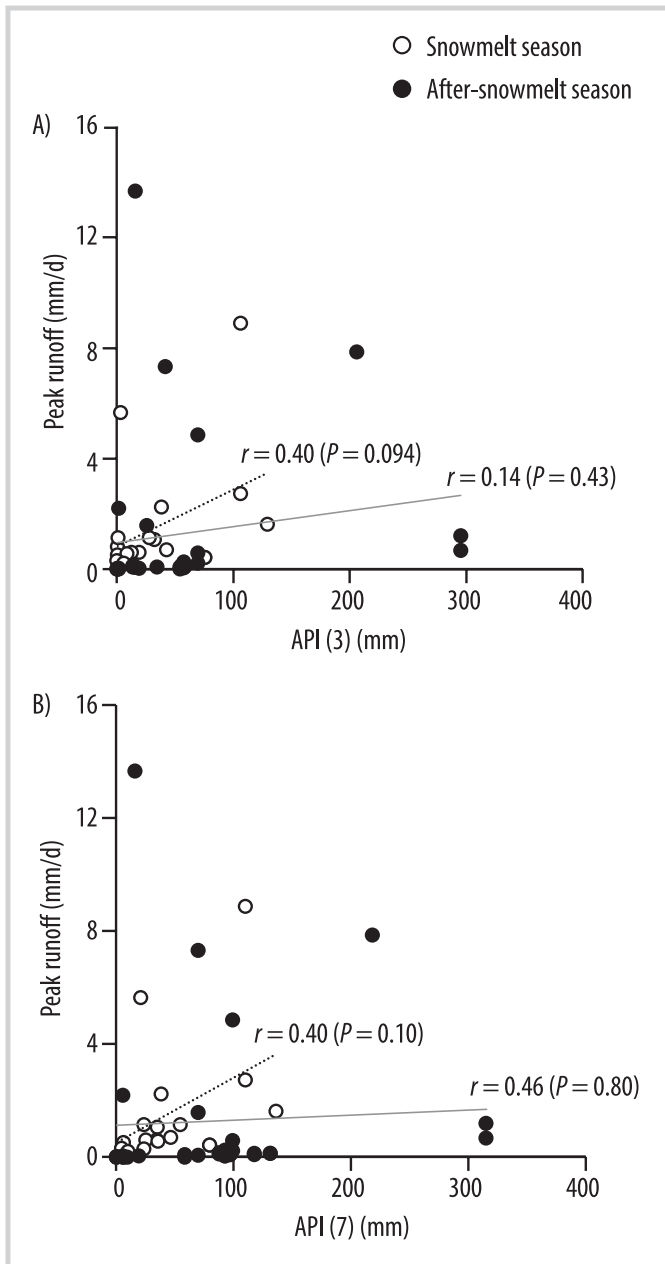 Snowmelt season
After-snowmelt season
A)
16
12
8
4
0
Peak runoff (mm/d)
r = 0.40 (P = 0.094)
r = 0.14 (P = 0.43)
0 100 200 300 400
API (3) (mm)
B)
16
12
8
4
0
Peak runoff (mm/d)
r = 0.40 (P = 0.10)
r = 0.46 (P = 0.80)
0 100 200 300 400
API (7) (mm)